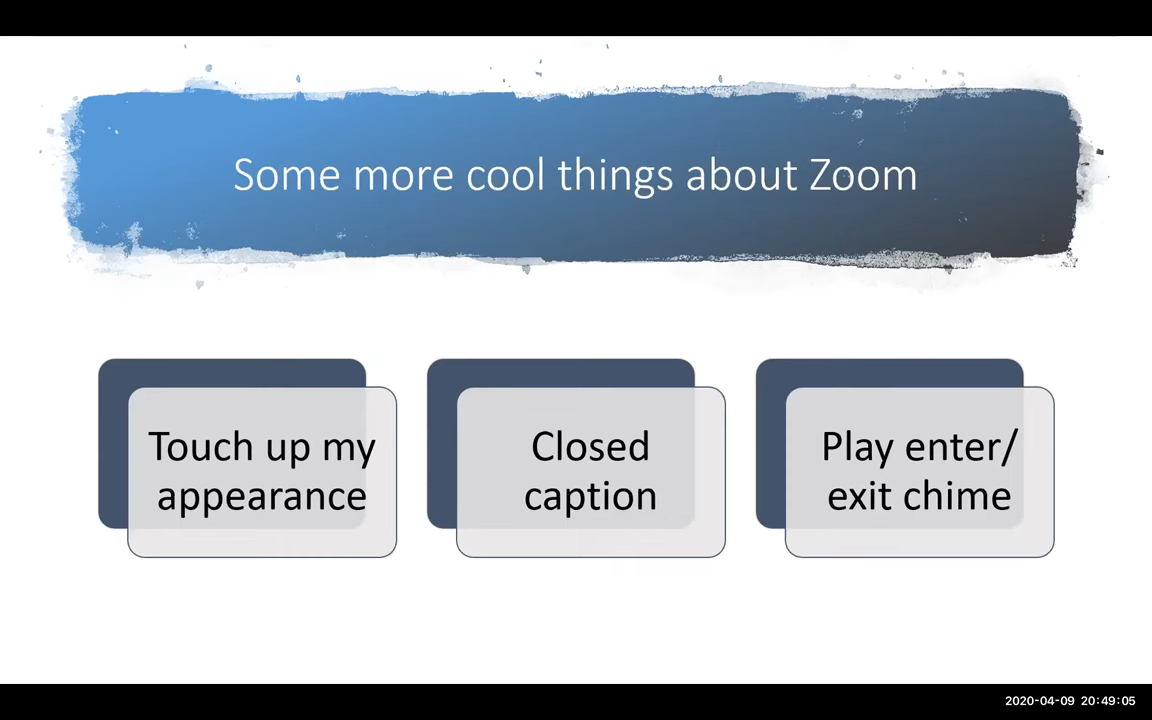 Some more cool things about Zoom
Touch up my
appearance
Closed
caption
Play enter/
exit chime
2020-04-09 20:49:05